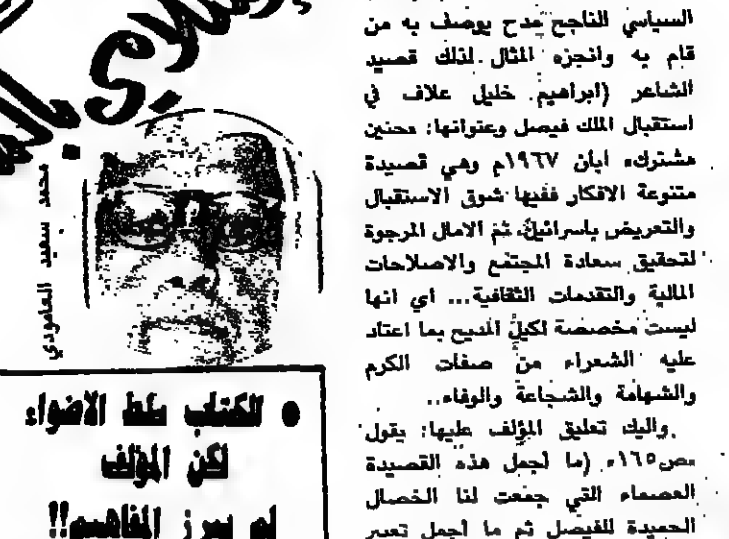 السياسي الناجح مدح يوصف به من
قام به وانجزه المثال لذلك قصيد
الشاعر (ابراهيم خليل علاف في
استقبال الملك فيصل وعنوانها: «حنين
مشترك» ابان ١٩٦٧م وهي قصيدة
متنوعة الافكار ففيها شوق الاستقبال
والتعريض باسرائيل، ثم الامال المرجوة
لتحقيق سعادة المجتمع والاصلاحات
المالية والتقدمات الثقافية... اي انها
ليست مخصصة لكيل المديح بما اعتاد
عليه الشعراء من صفات الكرم
والشهامة والشجاعة والوفاء..
واليك تعليق المؤلف عليها: يقول
«ص١٦٥» (ما اجمل هذه القصيدة
العصماء التي جمعت لنا الخصال
الحميدة للفيصل ثم ما اجمل تعبير
محمد سعيد العامودي
• الكتاب سلط الاضواء
لكن المؤلف
لم يبرز المفاهيم!!